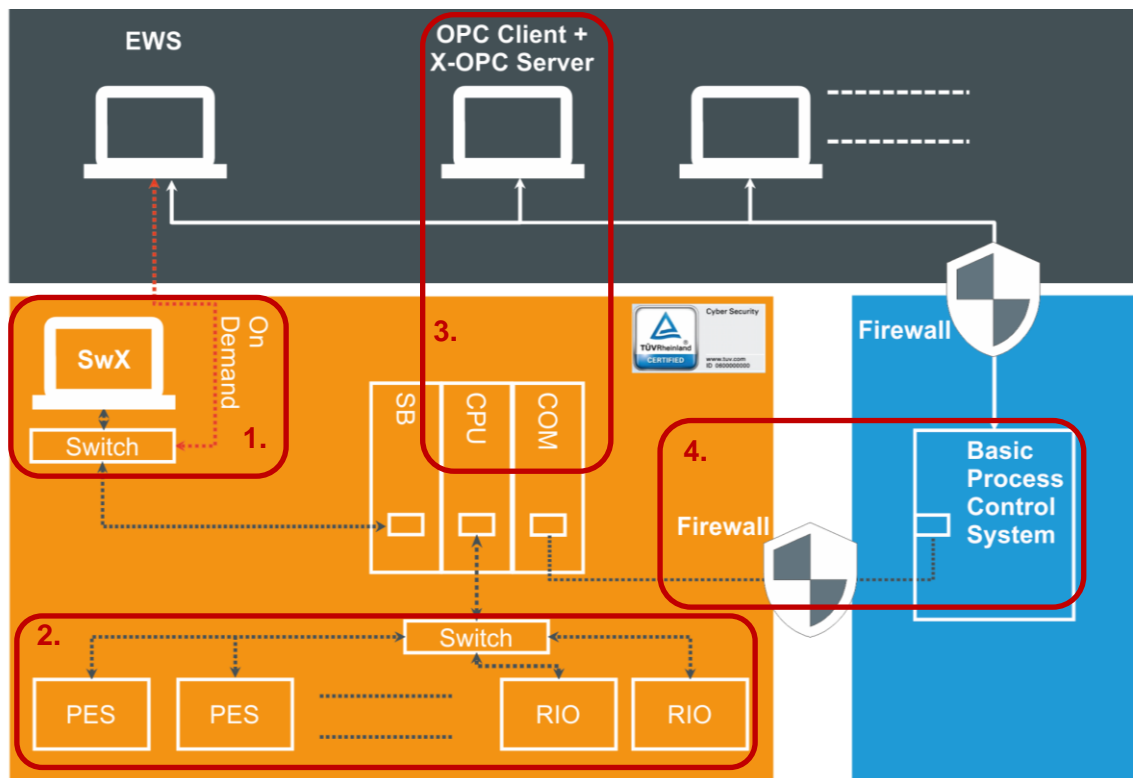 EWS
OPC Client +
X-OPC Server
On
Demand
SwX
Switch
1.
3.
Cyber Security
TÜVRheinland
®
CERTIFIED
www.tuv.com
ID 0600000000
Firewall
SB
CPU
COM
4.
Basic
Process
Control
System
Firewall
2.
Switch
PES
PES
RIO
RIO